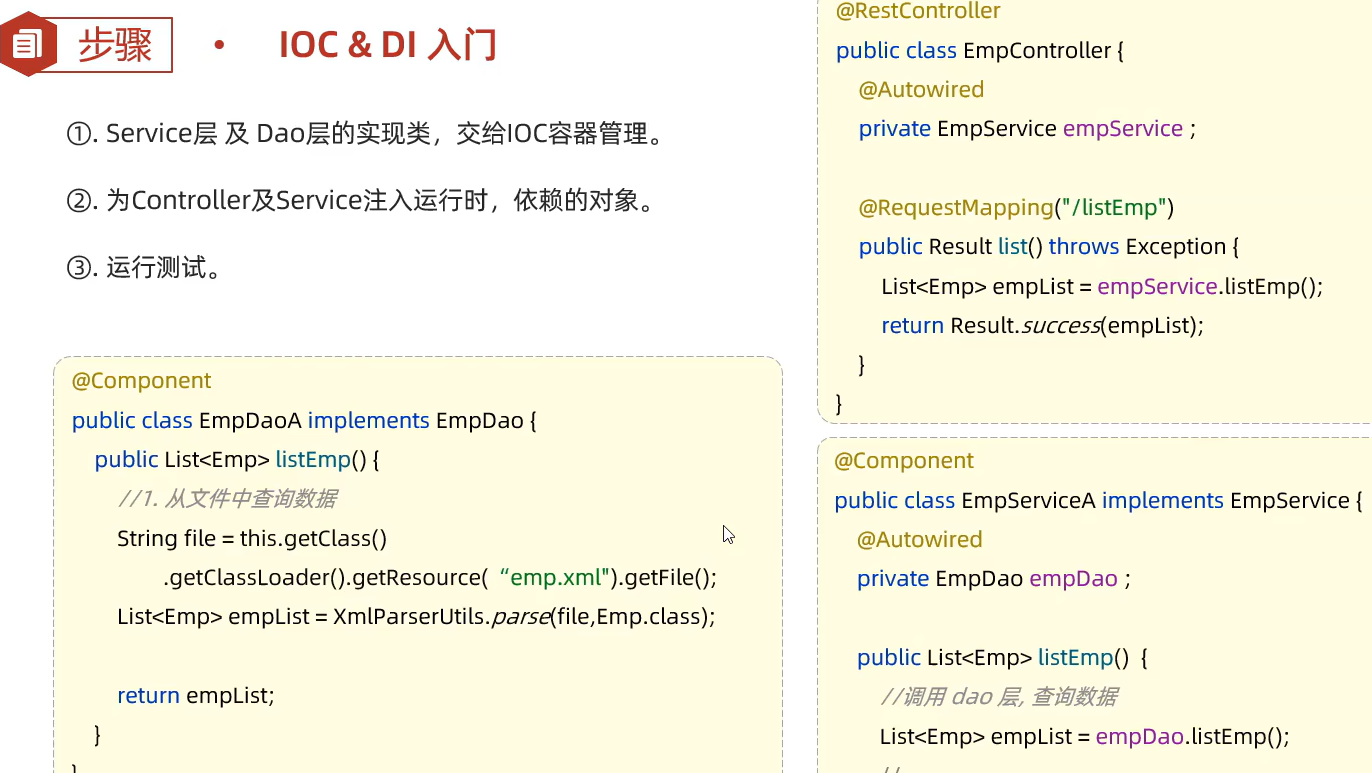 步骤
• IOC & DI 入门
①. Service层 及 Dao层的实现类，交给IOC容器管理。
②. 为Controller及Service注入运行时，依赖的对象。
③. 运行测试。
@Component
public class EmpDaoA implements EmpDao {
public List<Emp> listEmp() {
//1. 从文件中查询数据
String file = this.getClass()
.getClassLoader().getResource( “emp.xml").getFile();
List<Emp> empList = XmlParserUtils.parse(file,Emp.class);
return empList;
}
}
@RestController
public class EmpController {
@Autowired
private EmpService empService ;
@RequestMapping("/listEmp")
public Result list() throws Exception {
List<Emp> empList = empService.listEmp();
return Result.success(empList);
}
}
@Component
public class EmpServiceA implements EmpService {
@Autowired
private EmpDao empDao ;
public List<Emp> listEmp() {
//调用 dao 层, 查询数据
List<Emp> empList = empDao.listEmp();
//